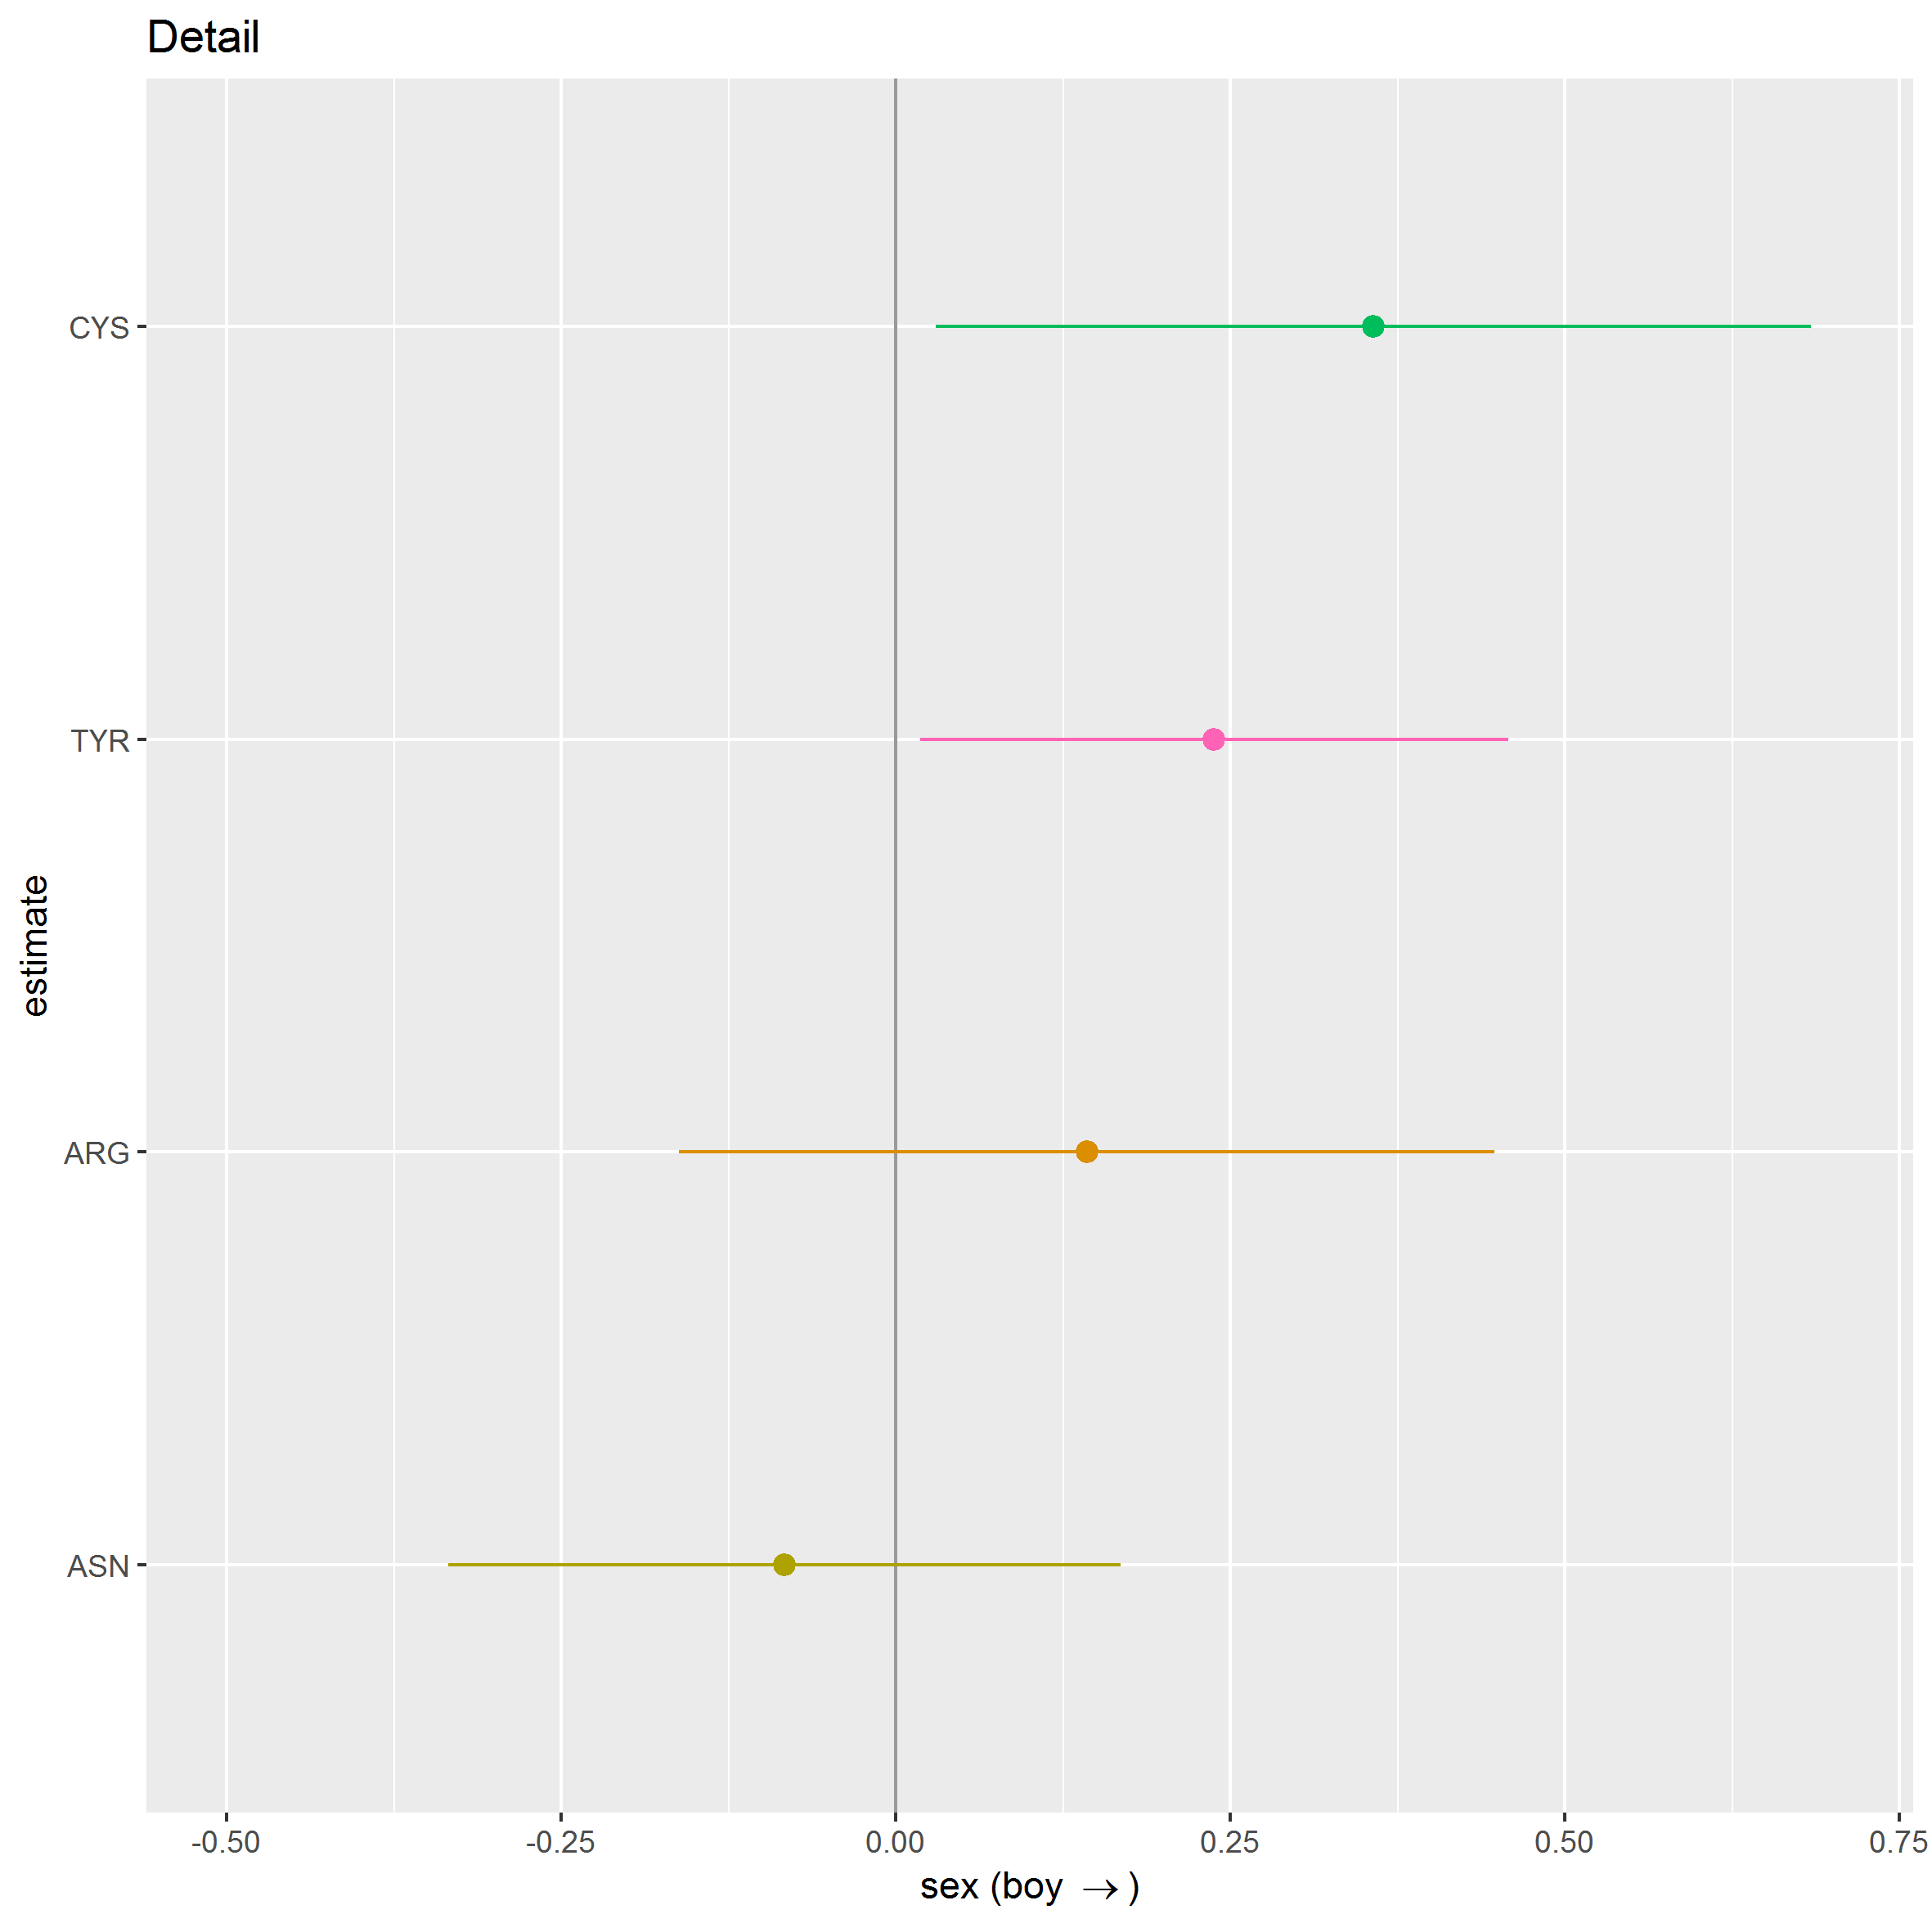 Detail
CYS
TYR
ARG
ASN
estimate
-0.50 -0.25 0.00 0.25 0.50 0.75
sex (boy → )